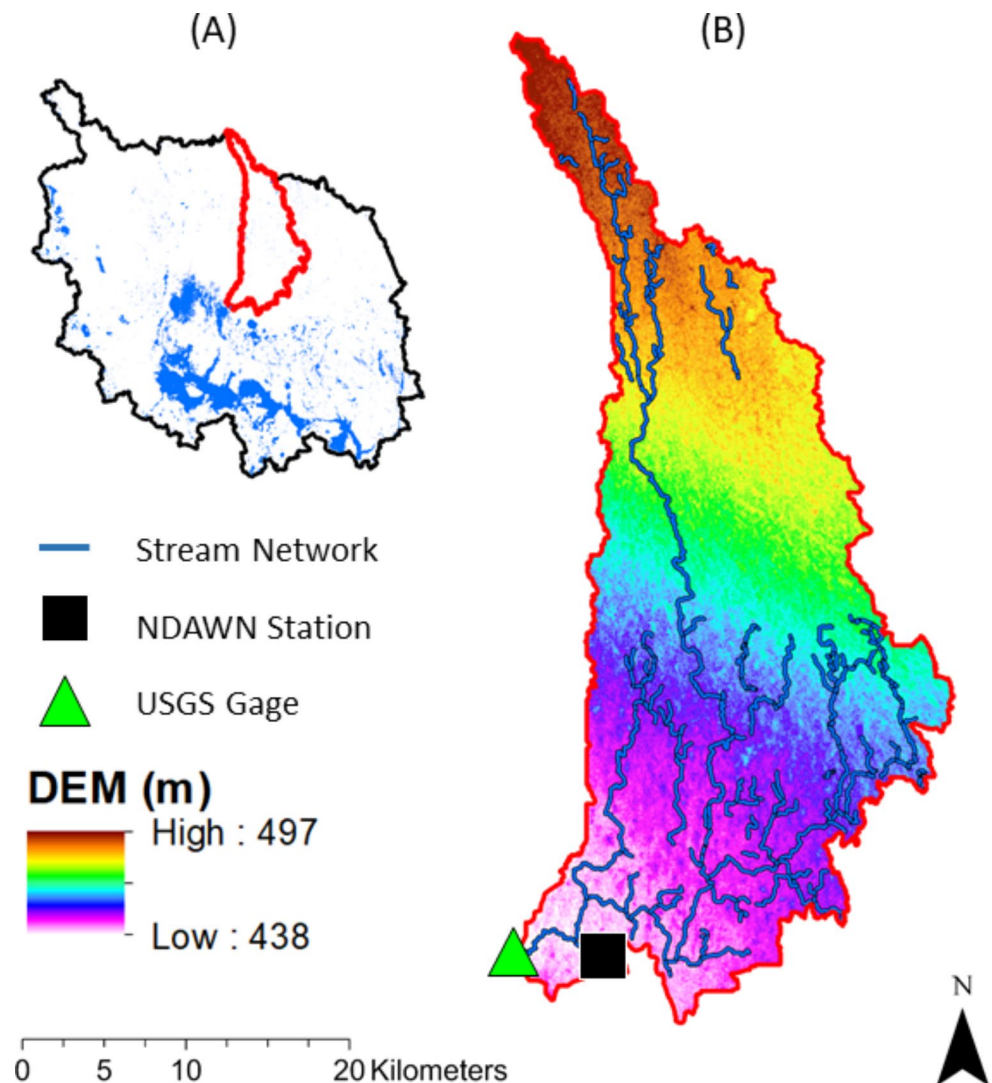 (A)
(B)
Stream Network
NDAWN Station
USGS Gage
DEM (m)
High : 497
Low : 438
0 5 10 20 Kilometers
N